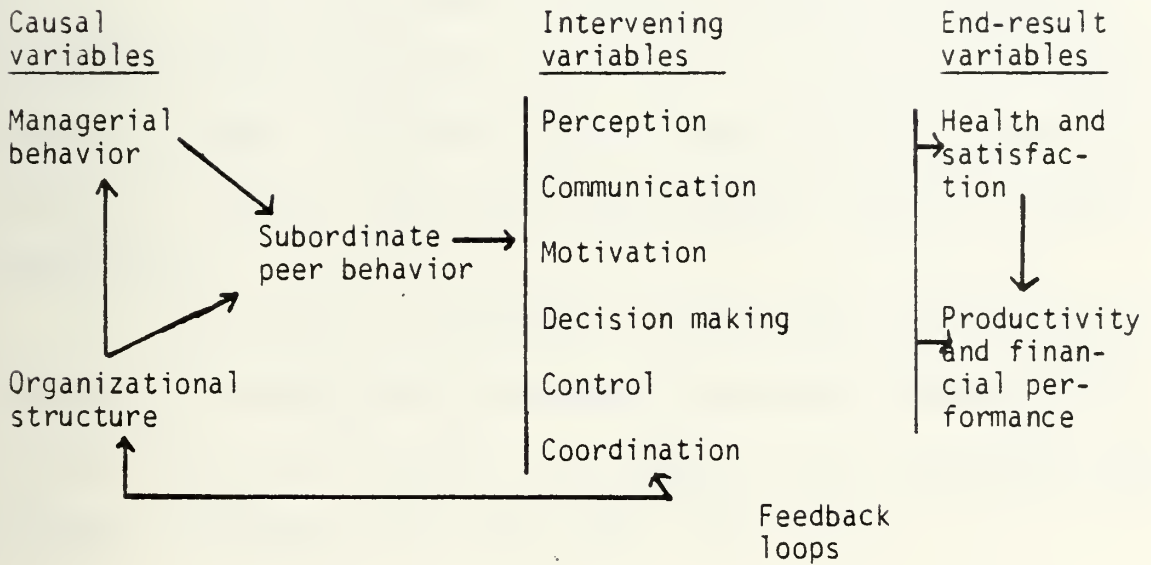 Causal
variables
Managerial
behavior
Organizational
structure
Subordinate
peer behavior
Intervening
variables
Perception
Communication
Motivation
Decision making
Control
Coordination
End-result
variables
Health and
satisfac-
tion
Productivity
and finan-
cial per-
formance
Feedback
loops